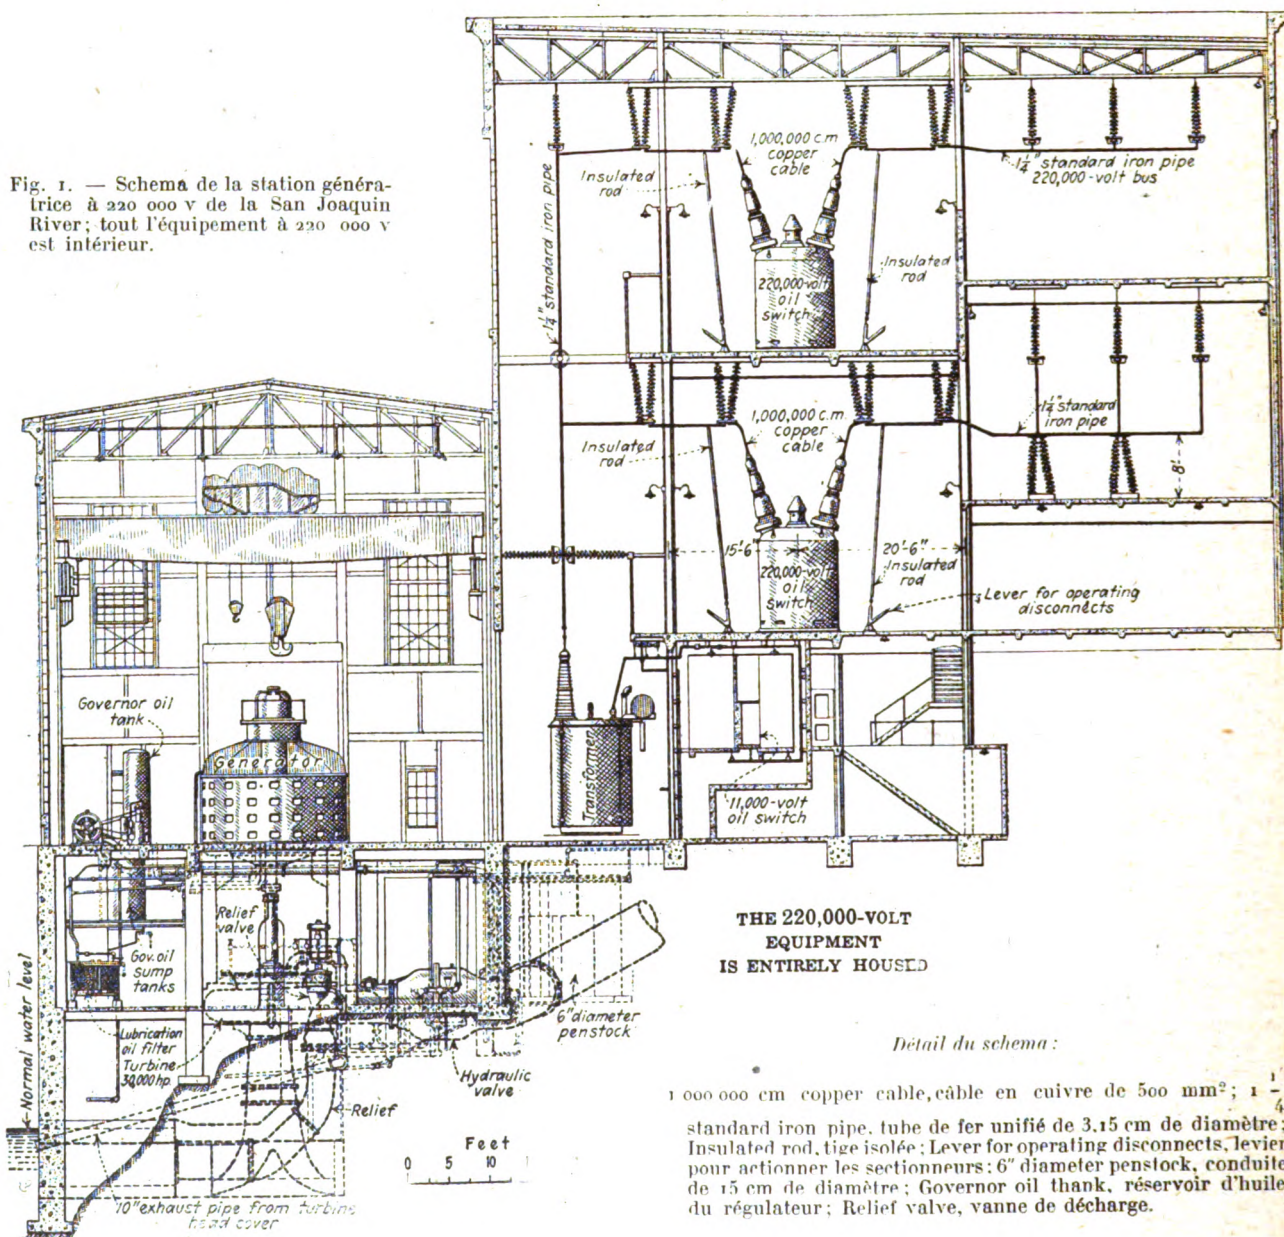 Fig. 1. — Schema de la station généra-
trice à 220 000 v de la San Joaquin
River; tout l'équipement à 220 000 v
est intérieur.
1,000,000 c.m.
copper
cable
Insulated
rod
1¼" standard iron pipe
220,000-volt bus
1¼" standard iron pipe
Insulated
rod
220,000-volt
oil
switch
1,000,000 c.m.
copper
cable
1¼" standard
iron pipe
Insulated
rod
8'
15'-6"
20'-6"
220,000-volt
oil
switch
Insulated
rod
Lever for operating
disconnects
Governor oil
tank
Generator
Transformer
11,000-volt
oil switch
THE 220,000-VOLT
EQUIPMENT
IS ENTIRELY HOUSED
Relief
valve
Gov. oil
sump
tanks
Normal water level
6" diameter
penstock
Lubrication
oil filter
Turbine
30,000 hp.
Hydraulic
valve
Relief
Feet
0 5 10
10" exhaust pipe from turbine
head cover
Détail du schema :
1 000 000 cm copper cable, câble en cuivre de 500 mm²; 1 1/4
standard iron pipe, tube de fer unifié de 3,15 cm de diamètre;
Insulated rod, tige isolée; Lever for operating disconnects, levier
pour actionner les sectionneurs; 6" diameter penstock, conduite
de 15 cm de diamètre; Governor oil thank, réservoir d'huile
du régulateur; Relief valve, vanne de décharge.